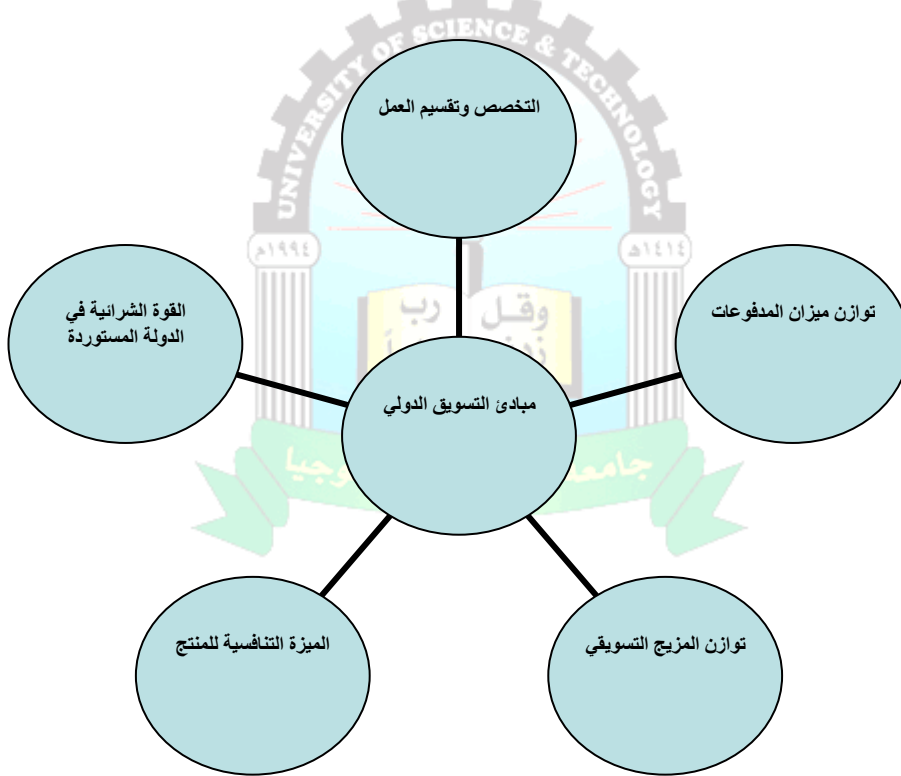 UNIVERSITY OF SCIENCE & TECHNOLOGY
التخصص وتقسيم العمل
١٤١٤هـ
١٩٩٤م
توازن ميزان المدفوعات
القوة الشرائية في
الدولة المستوردة
وقل رب
مبادئ التسويق الدولي
توازن المزيج التسويقي
الميزة التنافسية للمنتج